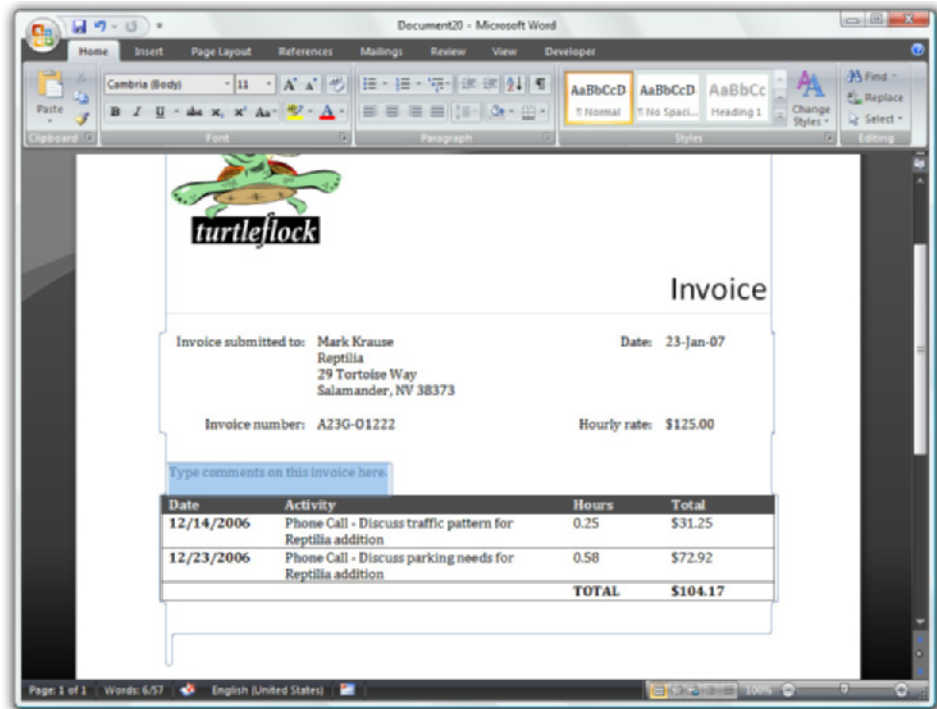 Document20 - Microsoft Word
Home Insert Page Layout References Mailings Review View Developer
Cambria (Body) 11
Paste
B I U abc x, x² Aa A
AaBbCcD AaBbCcD AaBbCc
¶ Normal ¶ No Spaci... Heading 1
Change Styles
Find
Replace
Select
Clipboard Font Paragraph Styles Editing
turtleflock
Invoice
Invoice submitted to: Mark Krause Date: 23-Jan-07
Reptilia
29 Tortoise Way
Salamander, NV 38373
Invoice number: A23G-O1222 Hourly rate: $125.00
Type comments on this invoice here.
Date Activity Hours Total
12/14/2006 Phone Call - Discuss traffic pattern for 0.25 $31.25
Reptilia addition
12/23/2006 Phone Call - Discuss parking needs for 0.58 $72.92
Reptilia addition
TOTAL $104.17
Page: 1 of 1 Words: 6/57 English (United States) 100%